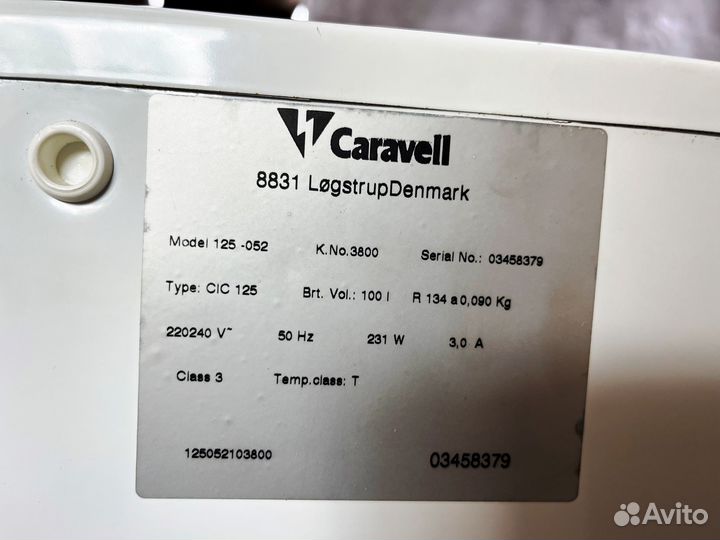 Caravell
8831 LøgstrupDenmark
Model 125 -052 K.No.3800 Serial No.: 03458379
Type: CIC 125 Brt. Vol.: 100 l R 134 a 0,090 Kg
220240 V~ 50 Hz 231 W 3,0 A
Class 3 Temp.class: T
125052103800 03458379
Avito